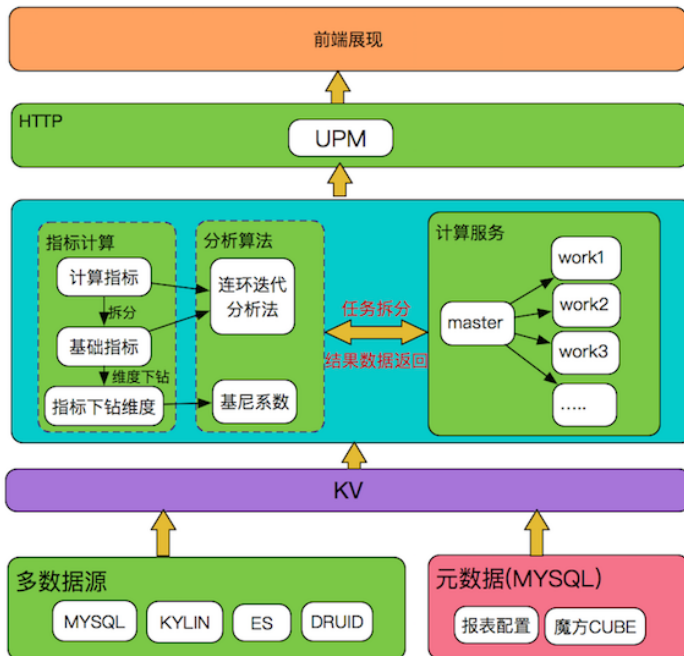 前端展现
HTTP
UPM
指标计算
计算指标
拆分
基础指标
维度下钻
指标下钻维度
分析算法
连环迭代
分析法
基尼系数
任务拆分
结果数据返回
计算服务
master
work1
work2
work3
.....
KV
多数据源
MYSQL
KYLIN
ES
DRUID
元数据(MYSQL)
报表配置
魔方CUBE